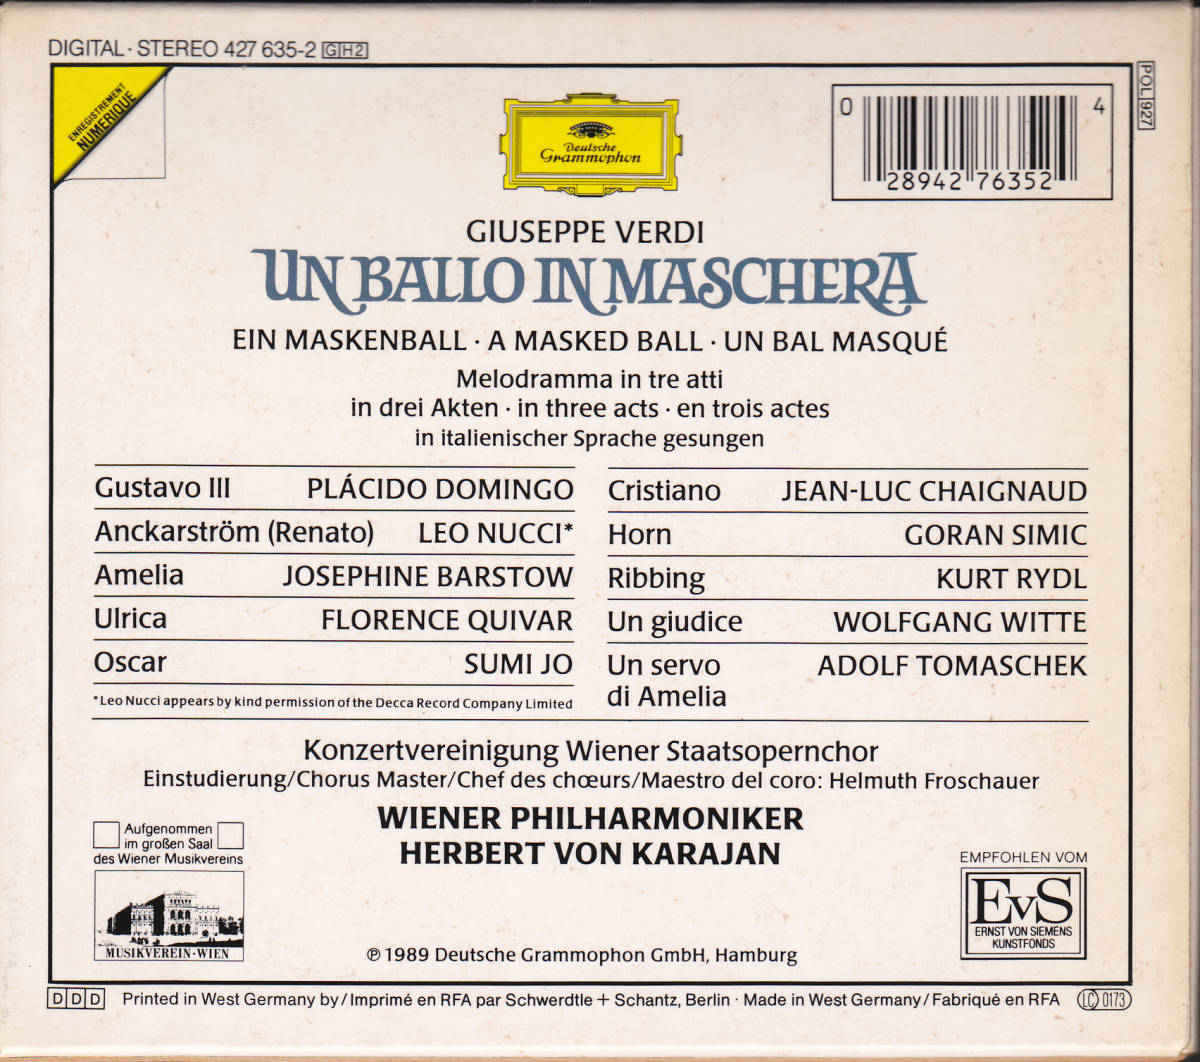 DIGITAL · STEREO 427 635-2 GH2
POL 927
ENREGISTREMENT
NUMERIQUE
Deutsche
Grammophon
0 28942 76352 4
GIUSEPPE VERDI
UN BALLO IN MASCHERA
EIN MASKENBALL · A MASKED BALL · UN BAL MASQUÉ
Melodramma in tre atti
in drei Akten · in three acts · en trois actes
in italienischer Sprache gesungen
Gustavo III PLÁCIDO DOMINGO
Anckarström (Renato) LEO NUCCI*
Amelia JOSEPHINE BARSTOW
Ulrica FLORENCE QUIVAR
Oscar SUMI JO
*Leo Nucci appears by kind permission of the Decca Record Company Limited
Cristiano JEAN-LUC CHAIGNAUD
Horn GORAN SIMIC
Ribbing KURT RYDL
Un giudice WOLFGANG WITTE
Un servo ADOLF TOMASCHEK
di Amelia
Konzertvereinigung Wiener Staatsopernchor
Einstudierung/Chorus Master/Chef des chœurs/Maestro del coro: Helmuth Froschauer
WIENER PHILHARMONIKER
HERBERT VON KARAJAN
Aufgenommen
im großen Saal
des Wiener Musikvereins
MUSIKVEREIN·WIEN
EMPFOHLEN VOM
EvS
ERNST VON SIEMENS
KUNSTFONDS
℗ 1989 Deutsche Grammophon GmbH, Hamburg
DDD Printed in West Germany by/Imprimé en RFA par Schwerdtle + Schantz, Berlin · Made in West Germany/Fabriqué en RFA LC 0173